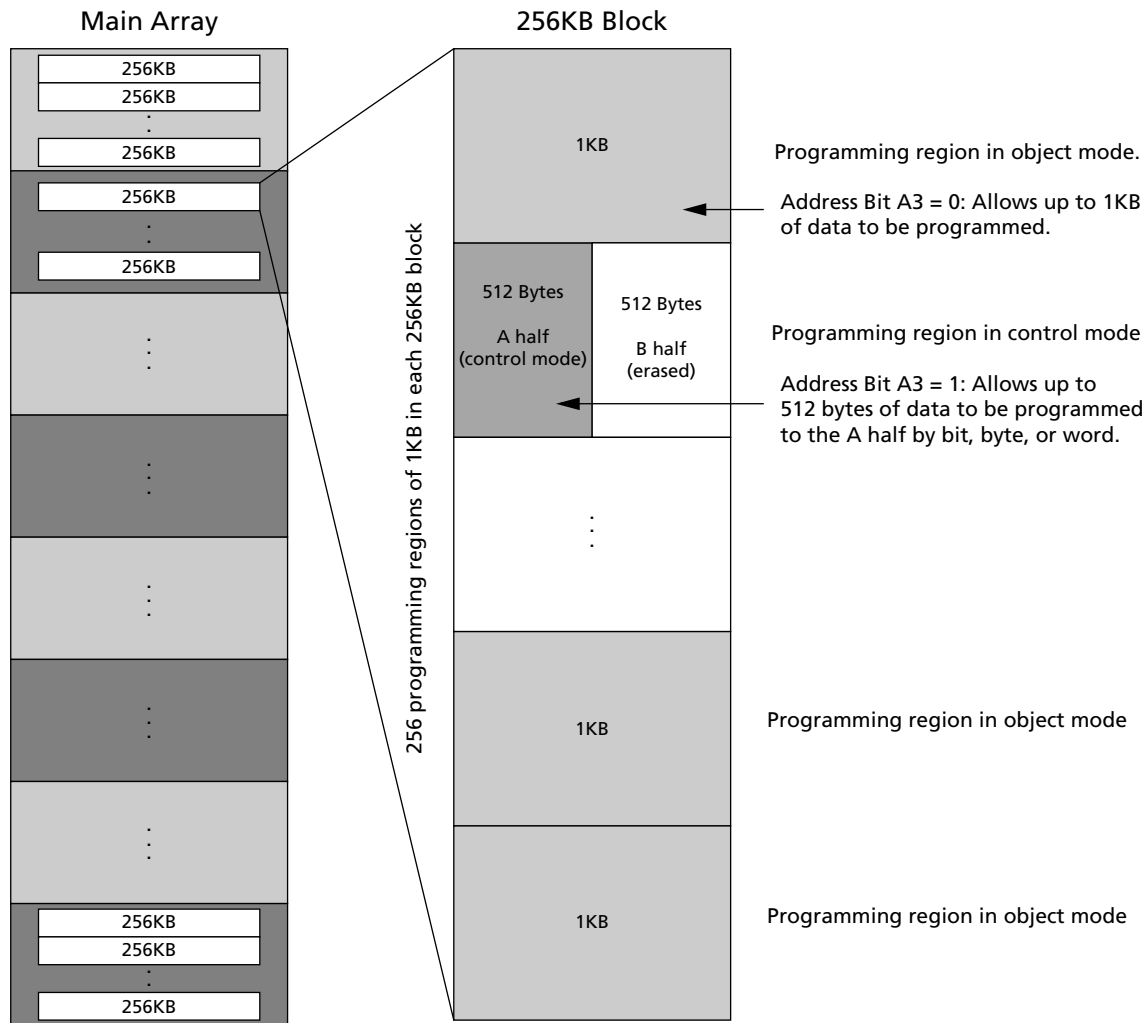 Main Array
256KB
256KB
256KB
256KB
256KB
256KB
256KB
256KB
256KB Block
256 programming regions of 1KB in each 256KB block
1KB
Programming region in object mode.
Address Bit A3 = 0: Allows up to 1KB
of data to be programmed.
512 Bytes
A half
(control mode)
512 Bytes
B half
(erased)
Programming region in control mode
Address Bit A3 = 1: Allows up to
512 bytes of data to be programmed
to the A half by bit, byte, or word.
1KB
Programming region in object mode
1KB
Programming region in object mode